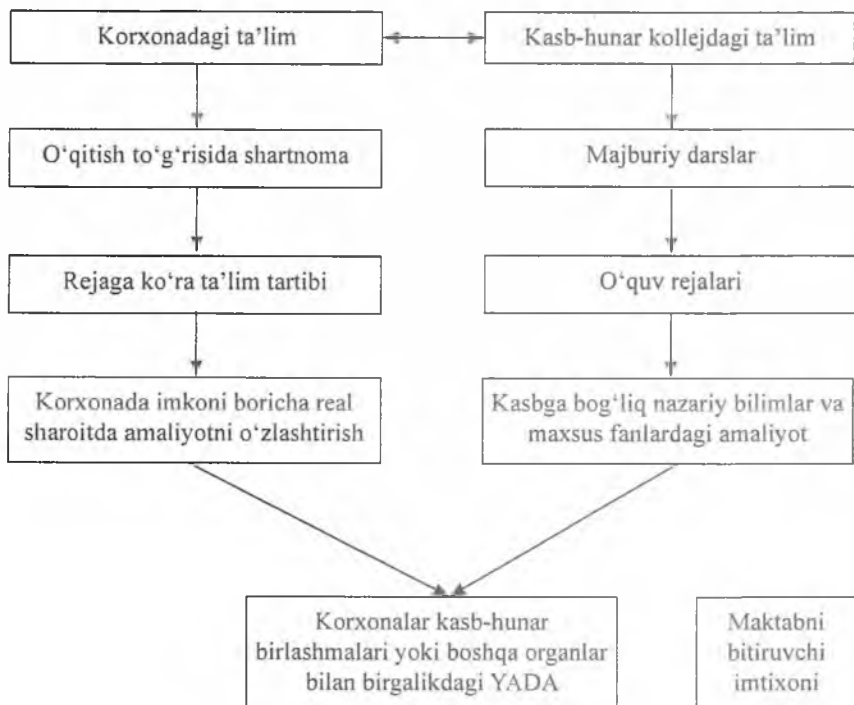 Korxonadagi ta’lim
Kasb-hunar kollejdagi ta’lim
O‘qitish to‘g‘risida shartnoma
Majburiy darslar
Rejaga ko‘ra ta’lim tartibi
O‘quv rejalari
Korxonada imkoni boricha real
sharoitda amaliyotni o‘zlashtirish
Kasbga bog‘liq nazariy bilimlar va
maxsus fanlardagi amaliyot
Korxonalar kasb-hunar
birlashmalari yoki boshqa organlar
bilan birgalikdagi YADA
Maktabni
bitiruvchi
imtixoni